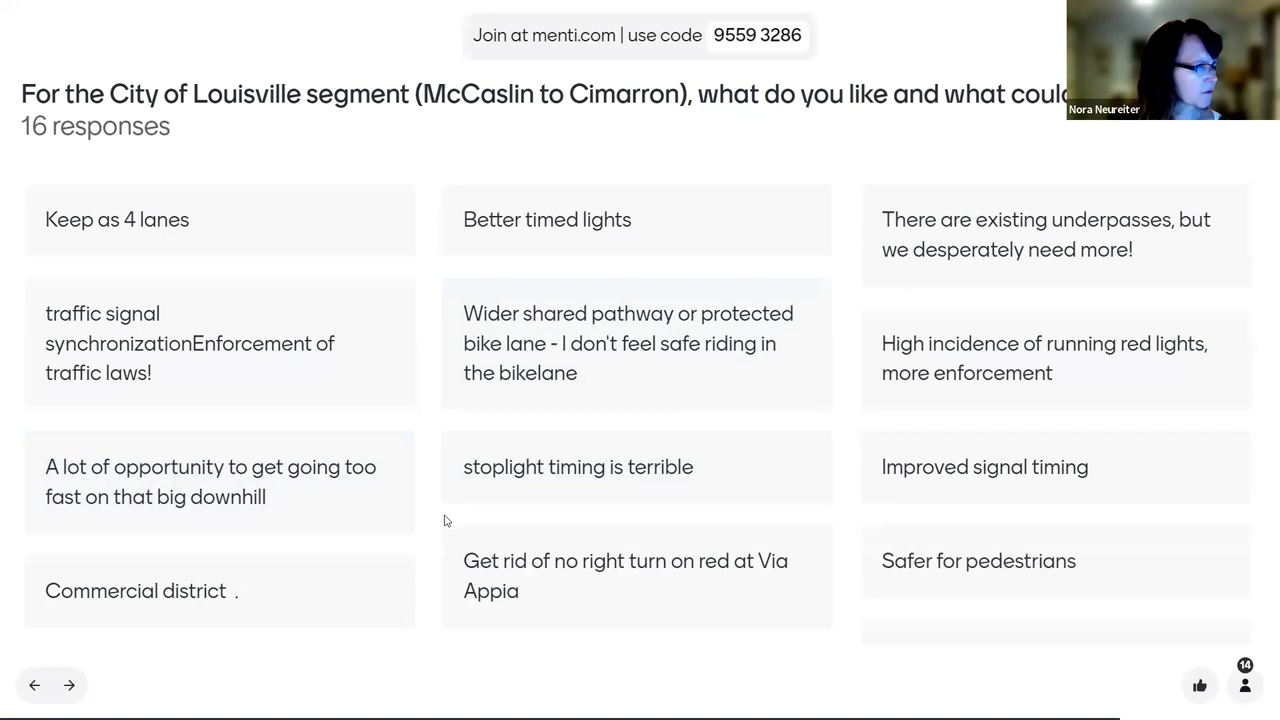 Join at menti.com | use code 9559 3286
For the City of Louisville segment (McCaslin to Cimarron), what do you like and what
16 responses
Nora Neureiter
Keep as 4 lanes
traffic signal
synchronizationEnforcement of
traffic laws!
A lot of opportunity to get going too
fast on that big downhill
Commercial district .
Better timed lights
Wider shared pathway or protected
bike lane - I don't feel safe riding in
the bikelane
stoplight timing is terrible
Get rid of no right turn on red at Via
Appia
There are existing underpasses, but
we desperately need more!
High incidence of running red lights,
more enforcement
Improved signal timing
Safer for pedestrians
14